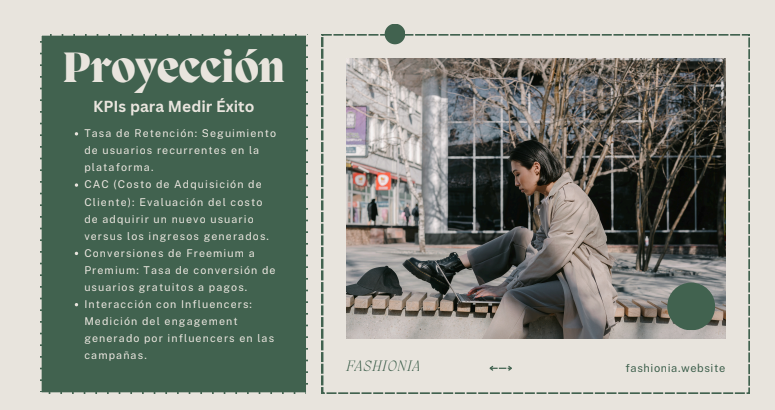 Proyección
KPIs para Medir Éxito
• Tasa de Retención: Seguimiento
de usuarios recurrentes en la
plataforma.
• CAC (Costo de Adquisición de
Cliente): Evaluación del costo
de adquirir un nuevo usuario
versus los ingresos generados.
• Conversiones de Freemium a
Premium: Tasa de conversión de
usuarios gratuitos a pagos.
• Interacción con Influencers:
Medición del engagement
generado por influencers en las
campañas.
FASHIONIA
fashionia.website